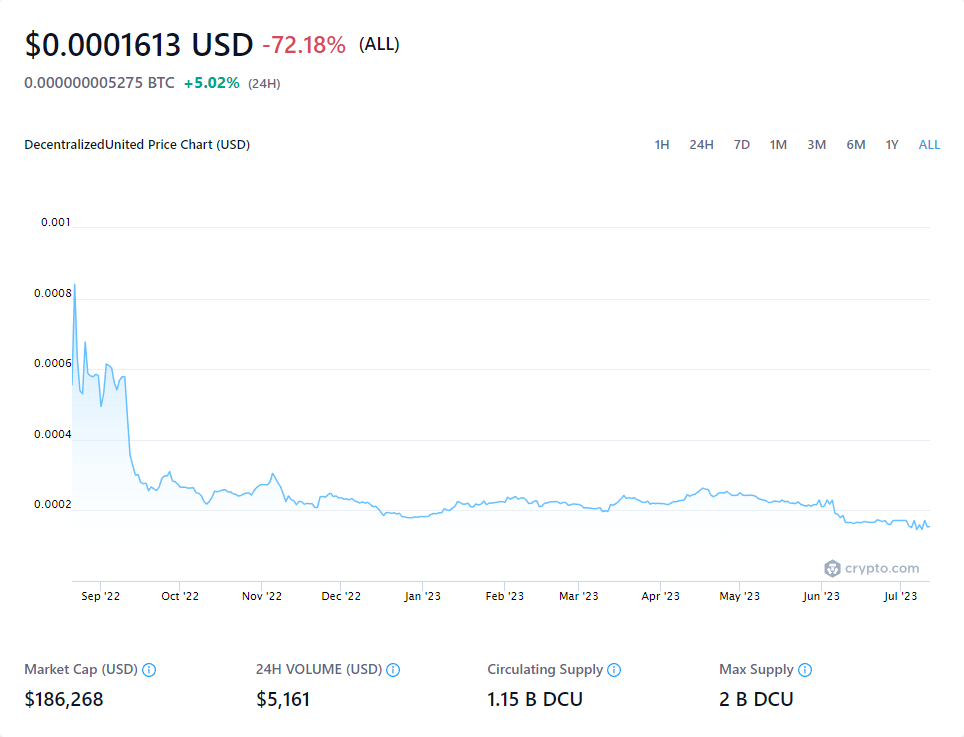 $0.0001613 USD -72.18% (ALL)
0.000000005275 BTC +5.02% (24H)
DecentralizedUnited Price Chart (USD) 1H 24H 7D 1M 3M 6M 1Y ALL
0.001
0.0008
0.0006
0.0004
0.0002
crypto.com
Sep '22 Oct '22 Nov '22 Dec '22 Jan '23 Feb '23 Mar '23 Apr '23 May '23 Jun '23 Jul '23
Market Cap (USD) 24H VOLUME (USD) Circulating Supply Max Supply
$186,268 $5,161 1.15 B DCU 2 B DCU